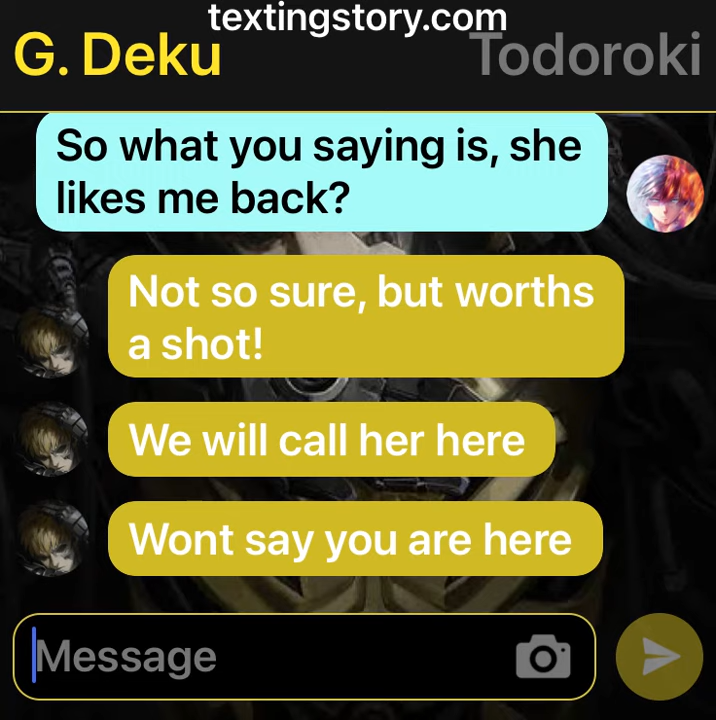 textingstory.com
G. Deku
Todoroki
So what you saying is, she
likes me back?
Not so sure, but worths
a shot!
We will call her here
Wont say you are here
Message